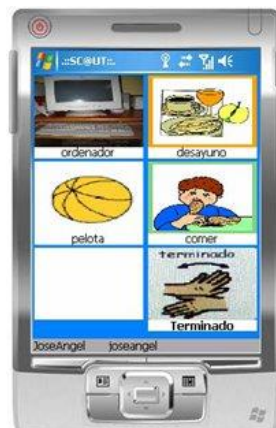 .::SC@UT::.
ordenador
desayuno
pelota
comer
terminado
Terminado
JoseAngel joseangel